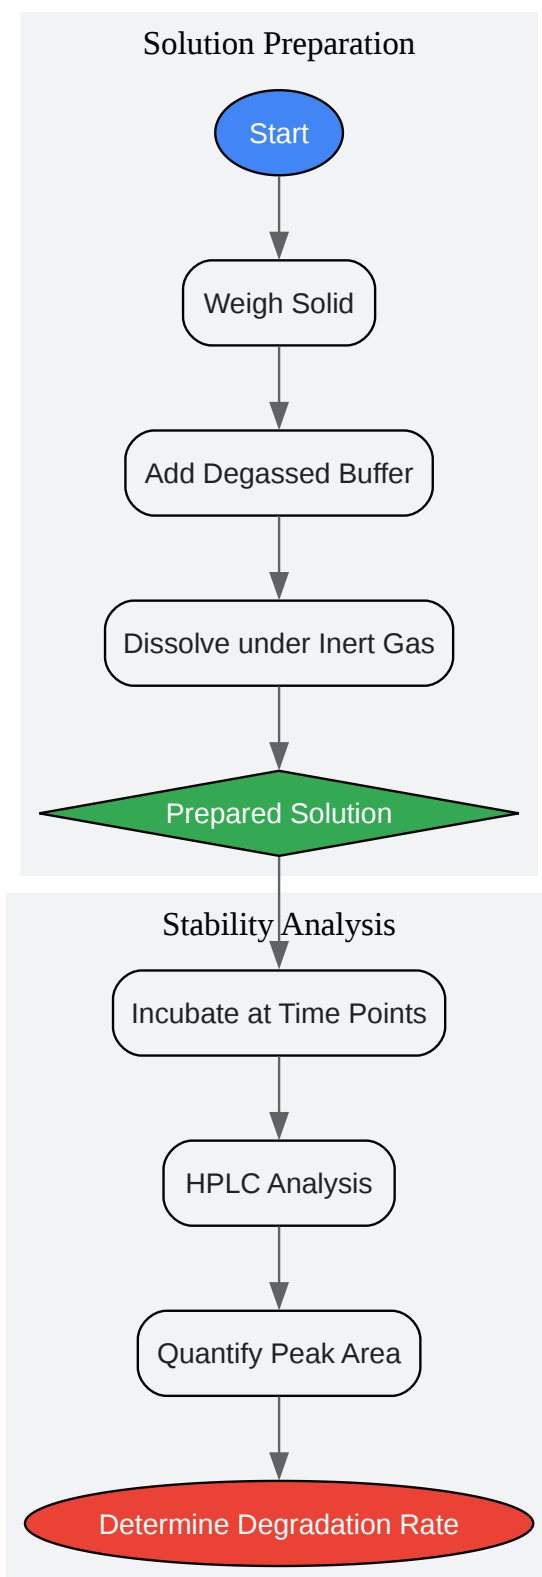 Solution Preparation
Start
Weigh Solid
Add Degassed Buffer
Dissolve under Inert Gas
Prepared Solution
Stability Analysis
Incubate at Time Points
HPLC Analysis
Quantify Peak Area
Determine Degradation Rate